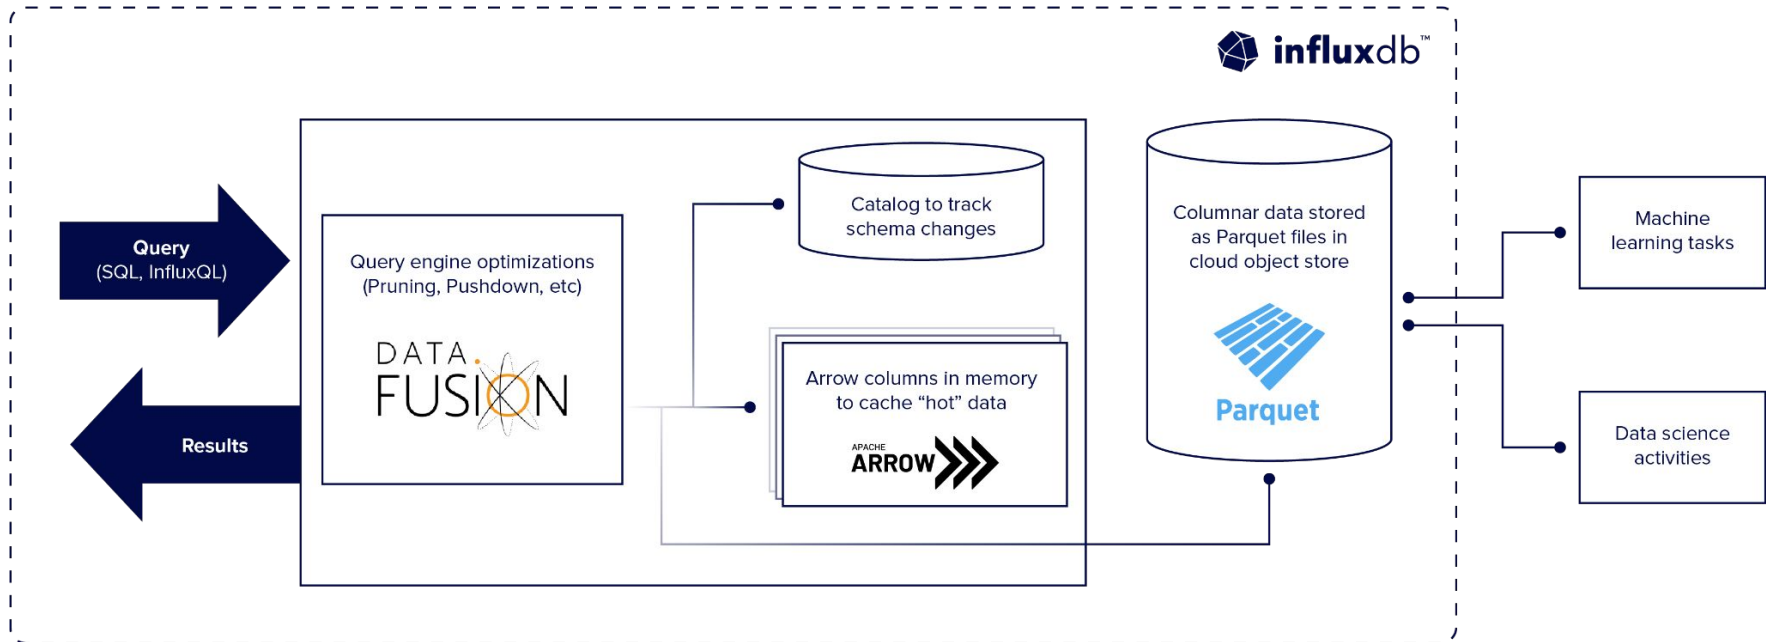 influxdb™
Query
(SQL, InfluxQL)
Results
Query engine optimizations
(Pruning, Pushdown, etc)
DATA
FUSION
Catalog to track
schema changes
Arrow columns in memory
to cache “hot” data
APACHE
ARROW
Columnar data stored
as Parquet files in
cloud object store
Parquet
Machine
learning tasks
Data science
activities